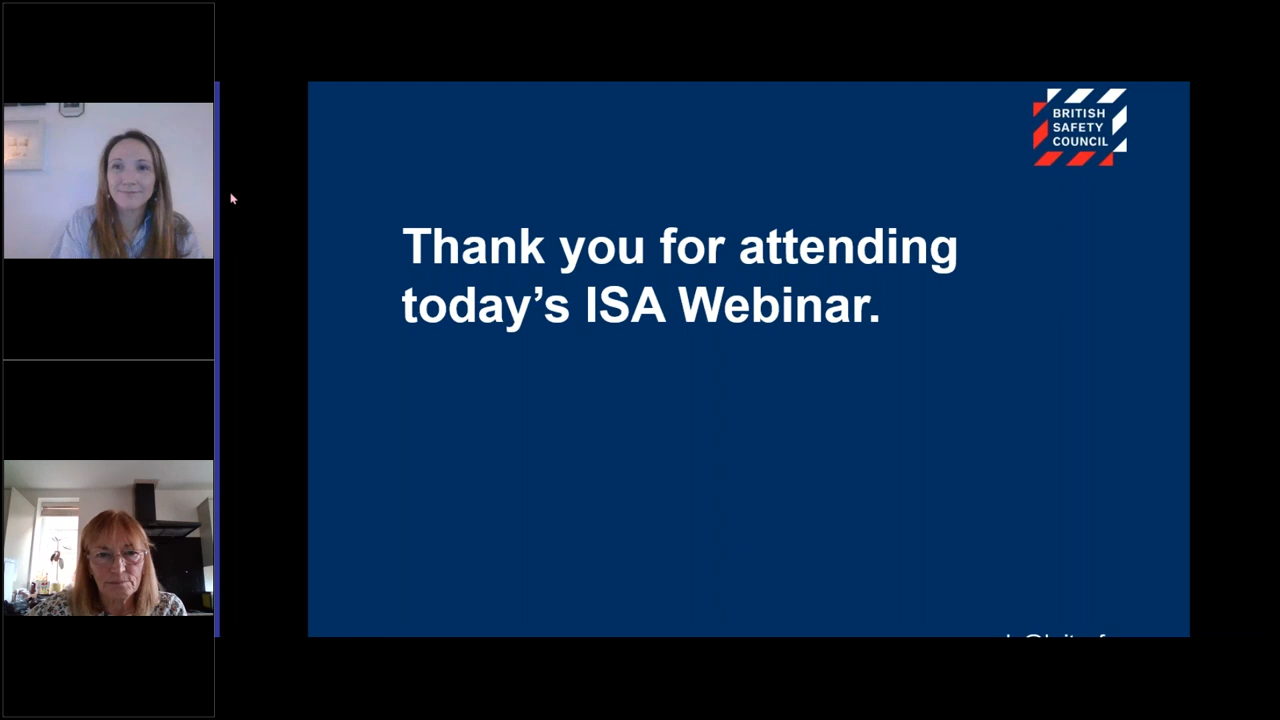 BRITISH
SAFETY
COUNCIL
Thank you for attending
today’s ISA Webinar.